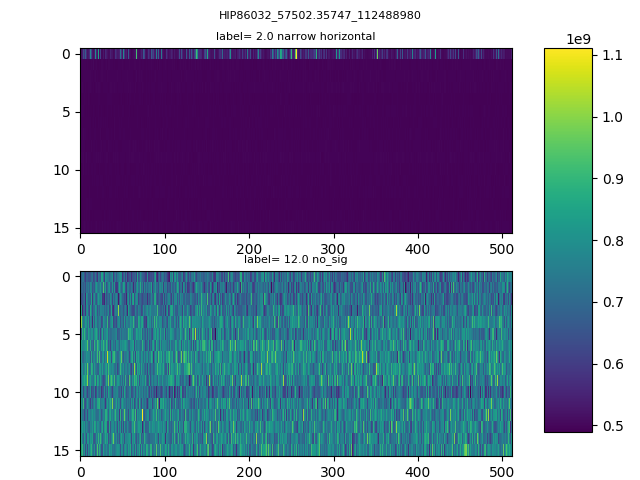 HIP86032_57502.35747_112488980
label= 2.0 narrow horizontal
1e9
0
5
10
15
0 100 200 300 400 500
label= 12.0 no_sig
0
5
10
15
0 100 200 300 400 500
1.1
1.0
0.9
0.8
0.7
0.6
0.5